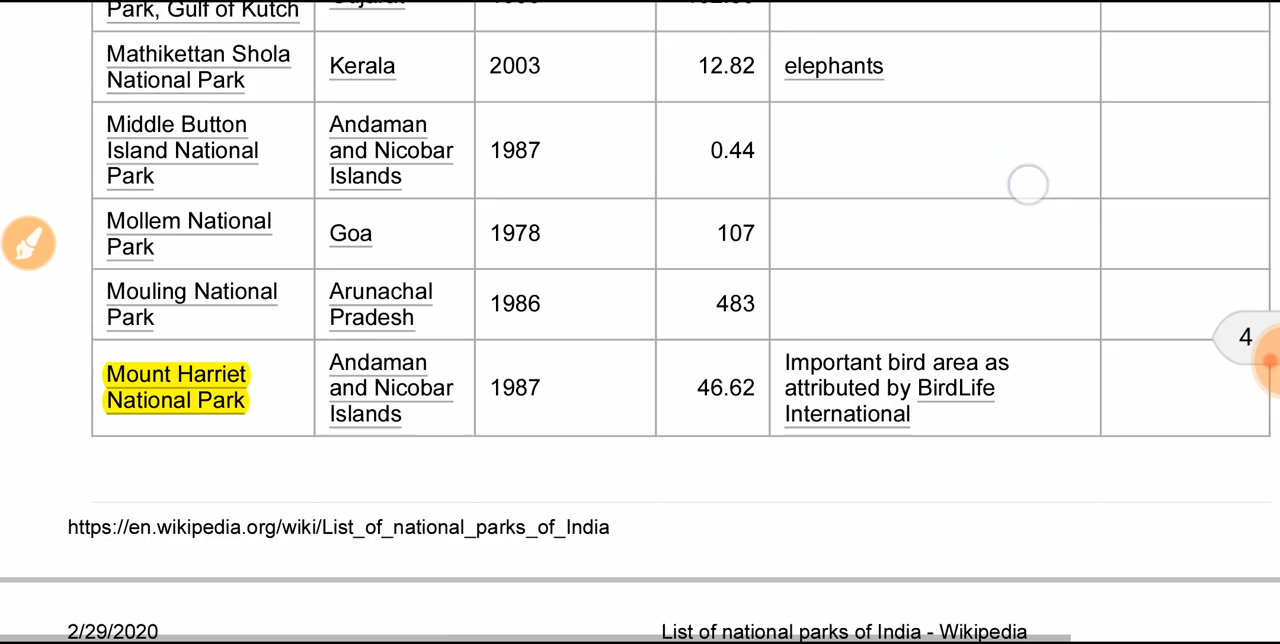 Park, Gulf of Kutch
Mathikettan Shola
National Park
Kerala
2003
12.82
elephants
Middle Button
Island National
Park
Andaman
and Nicobar
Islands
1987
0.44
Mollem National
Park
Goa
1978
107
Mouling National
Park
Arunachal
Pradesh
1986
483
Mount Harriet
National Park
Andaman
and Nicobar
Islands
1987
46.62
Important bird area as
attributed by BirdLife
International
4
https://en.wikipedia.org/wiki/List_of_national_parks_of_India
2/29/2020
List of national parks of India - Wikipedia